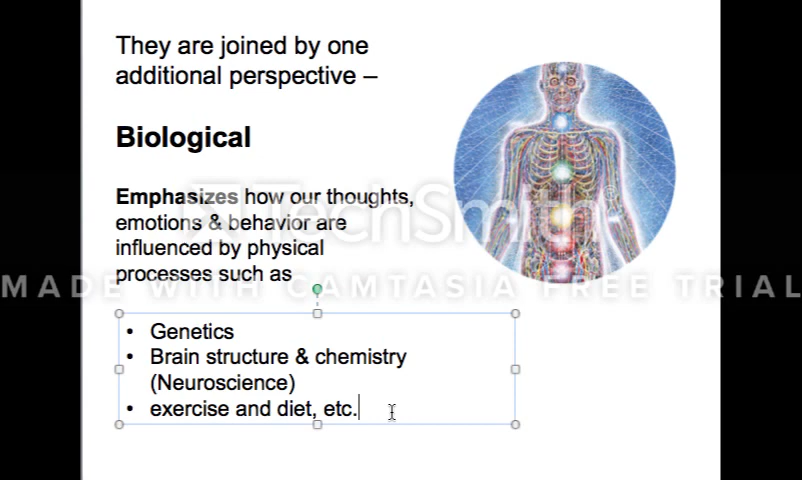 They are joined by one
additional perspective –
Biological
Emphasizes how our thoughts,
emotions & behavior are
influenced by physical
processes such as
TechSmith®
MADE WITH CAMTASIA FREE TRIAL
• Genetics
• Brain structure & chemistry
(Neuroscience)
• exercise and diet, etc.